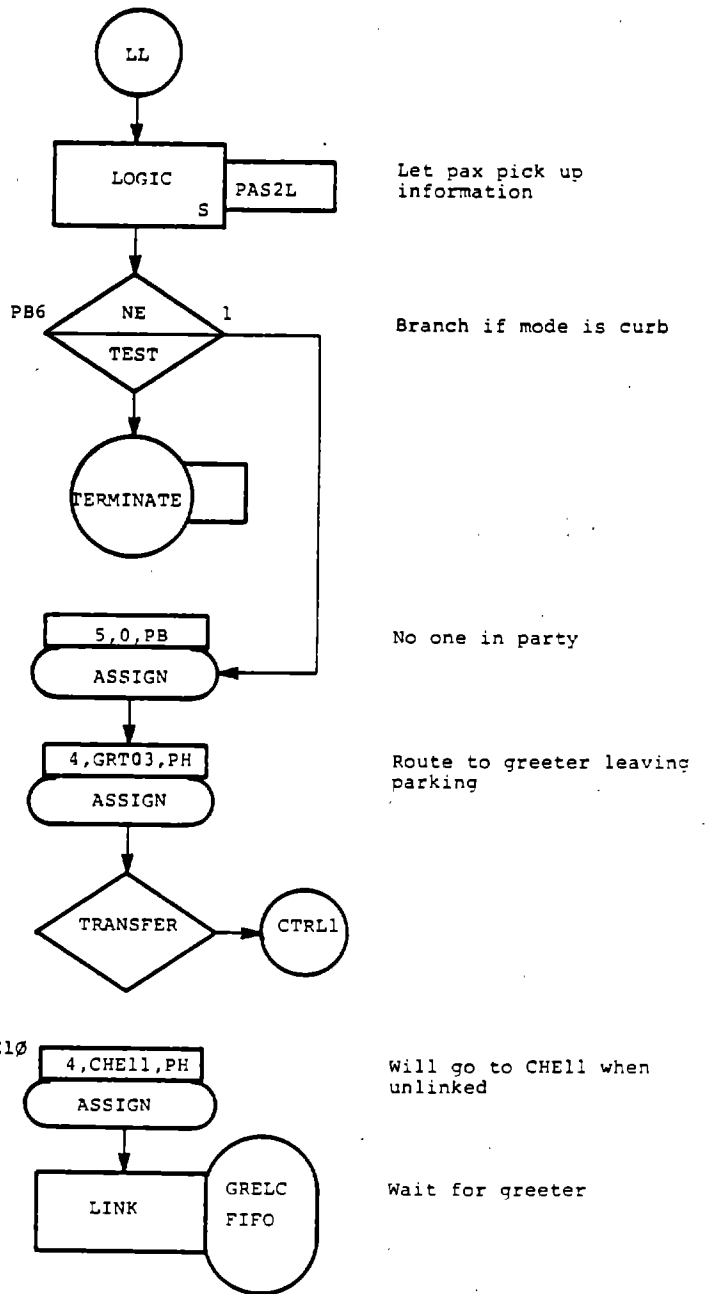 LL
LOGIC
S
PAS2L
Let pax pick up
information
PB6
NE
1
TEST
Branch if mode is curb
TERMINATE
5,0,PB
ASSIGN
No one in party
4,GRT03,PH
ASSIGN
Route to greeter leaving
parking
TRANSFER
CTRL1
4,CHE11,PH
ASSIGN
Will go to CHE11 when
unlinked
LINK
GRELC
FIFO
Wait for greeter